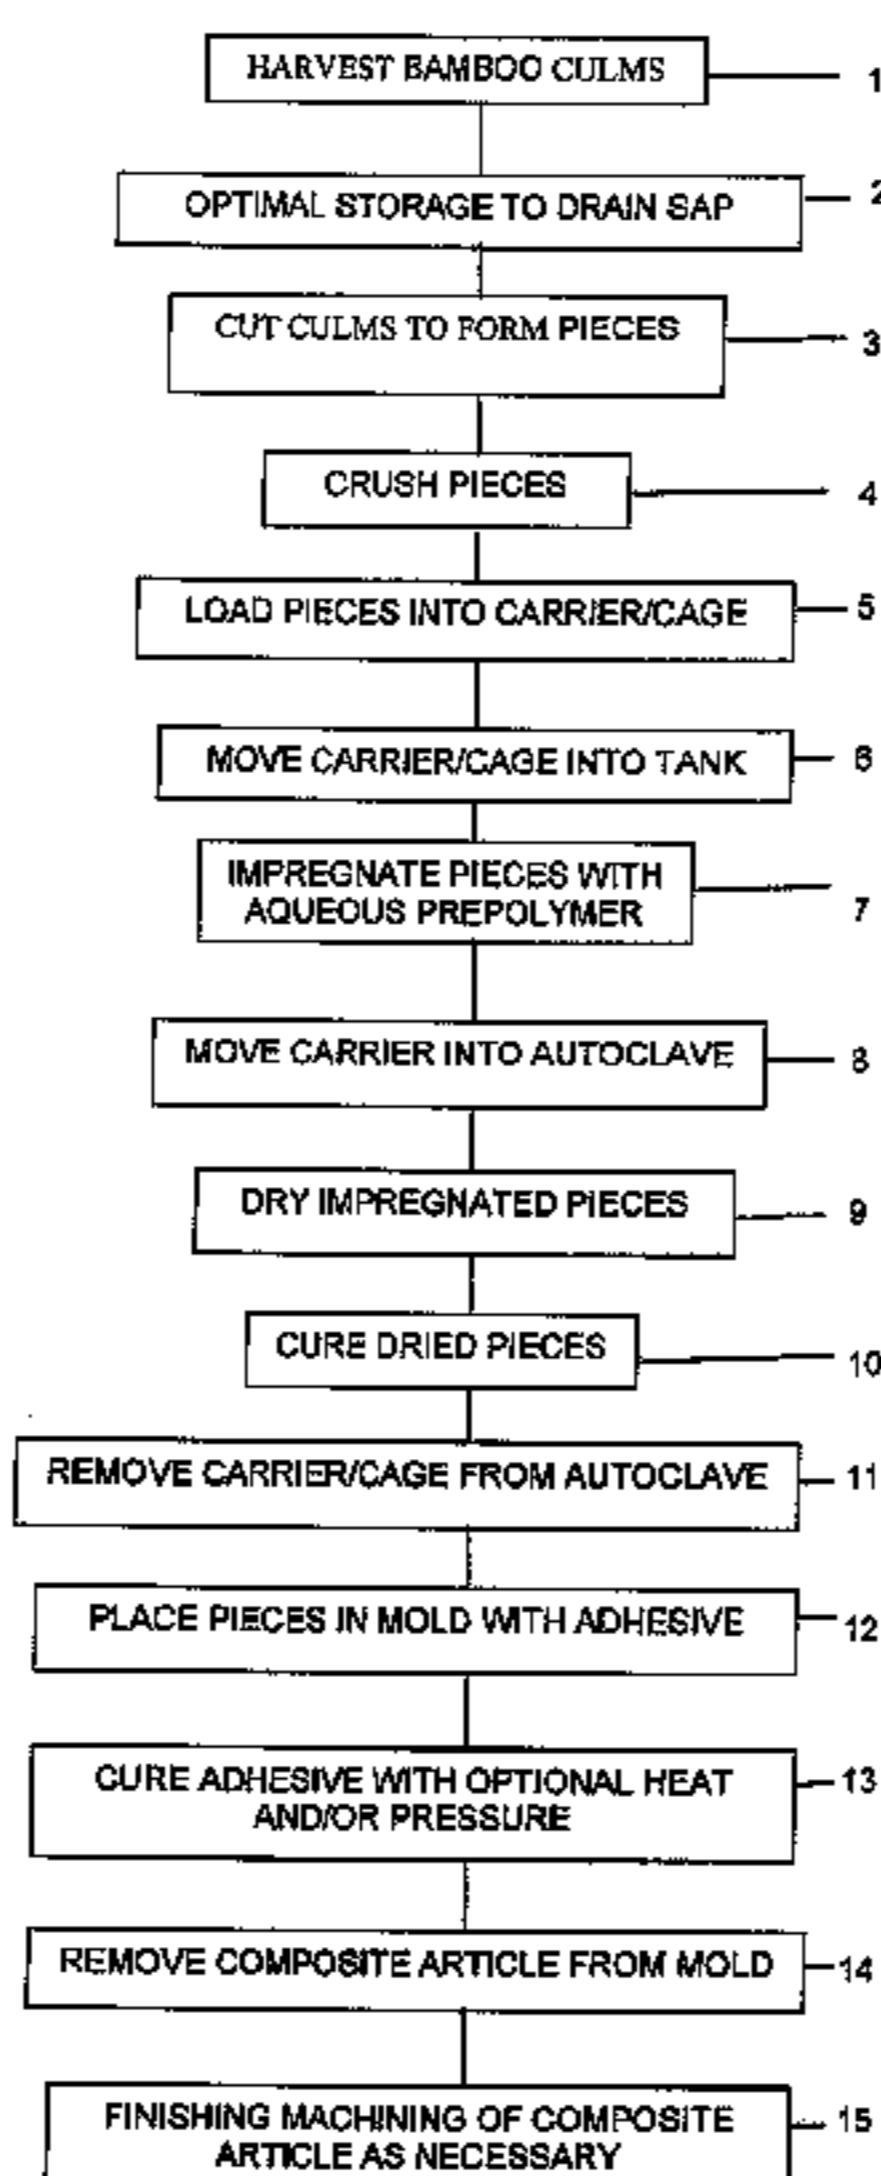 HARVEST BAMBOO CULMS
1
OPTIMAL STORAGE TO DRAIN SAP
2
CUT CULMS TO FORM PIECES
3
CRUSH PIECES
4
LOAD PIECES INTO CARRIER/CAGE
5
MOVE CARRIER/CAGE INTO TANK
6
IMPREGNATE PIECES WITH
AQUEOUS PREPOLYMER
7
MOVE CARRIER INTO AUTOCLAVE
8
DRY IMPREGNATED PIECES
9
CURE DRIED PIECES
10
REMOVE CARRIER/CAGE FROM AUTOCLAVE
11
PLACE PIECES IN MOLD WITH ADHESIVE
12
CURE ADHESIVE WITH OPTIONAL HEAT
AND/OR PRESSURE
13
REMOVE COMPOSITE ARTICLE FROM MOLD
14
FINISHING MACHINING OF COMPOSITE
ARTICLE AS NECESSARY
15